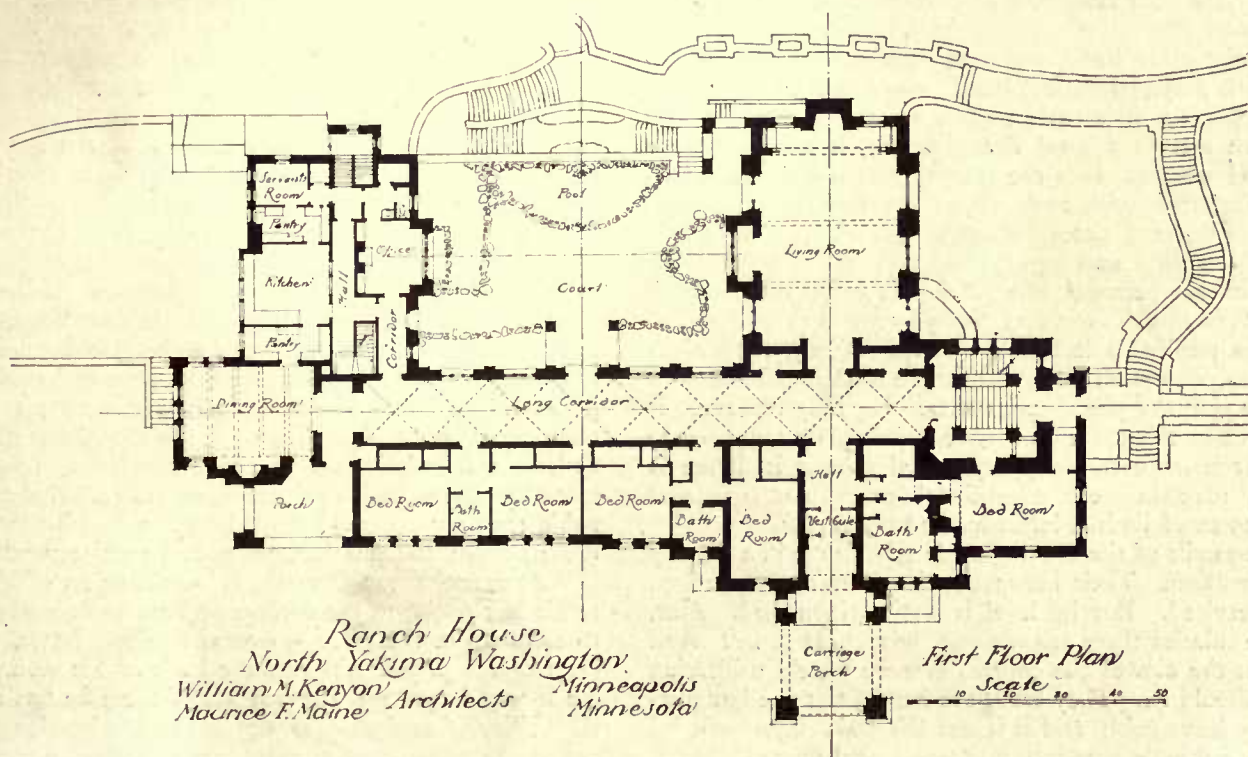 Servants
Room
Pantry
Kitchen
Pantry
Hall
Office
Corridor
Pool
Court
Living Room
Dining Room
Long Corridor
Porch
Bed Room
Bath
Room
Bed Room
Bed Room
Bath
Room
Bed
Room
Hall
Vestibule
Bath
Room
Bed Room
Carriage
Porch
Ranch House
North Yakima Washington
William M. Kenyon
Maurice F. Maine
Architects
Minneapolis
Minnesota
First Floor Plan
Scale
10 20 30 40 50